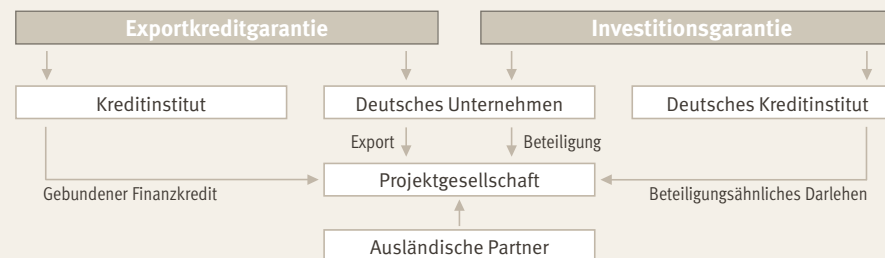 Exportkreditgarantie
Investitionsgarantie
Kreditinstitut
Deutsches Unternehmen
Deutsches Kreditinstitut
Export
Beteiligung
Projektgesellschaft
Gebundener Finanzkredit
Beteiligungsähnliches Darlehen
Ausländische Partner